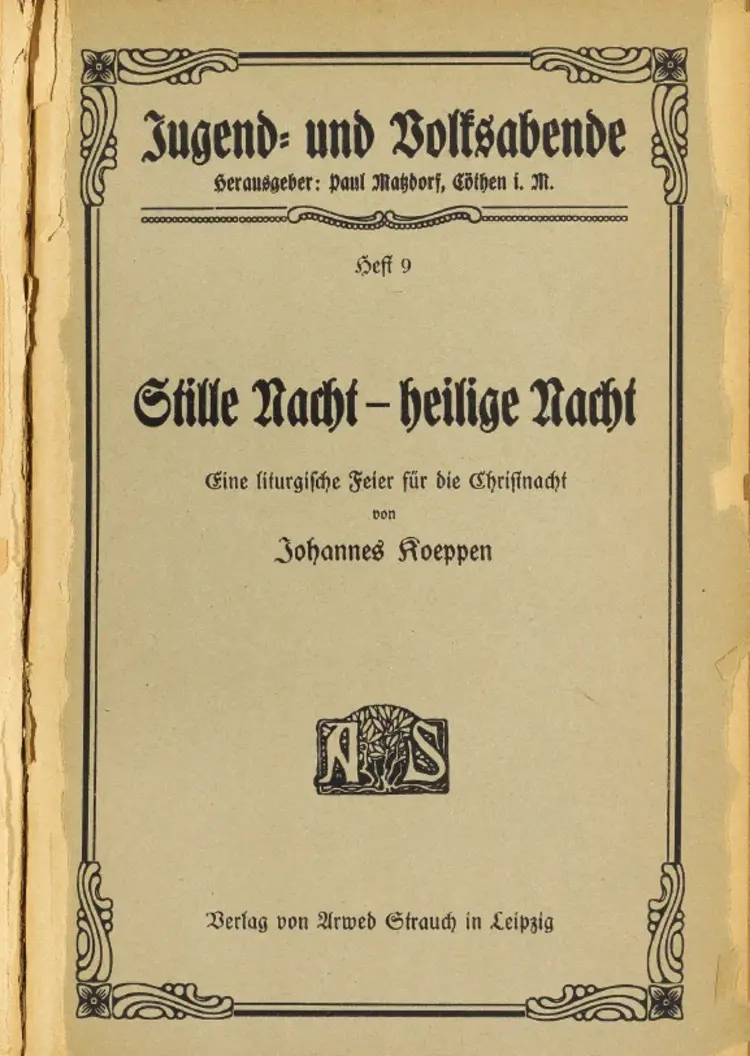 Jugend- und Volksabende
Herausgeber: Paul Matzdorf, Cöthen i. M.
Heft 9
Stille Nacht – heilige Nacht
Eine liturgische Feier für die Christnacht
von
Johannes Koeppen
A S
Verlag von Arwed Strauch in Leipzig